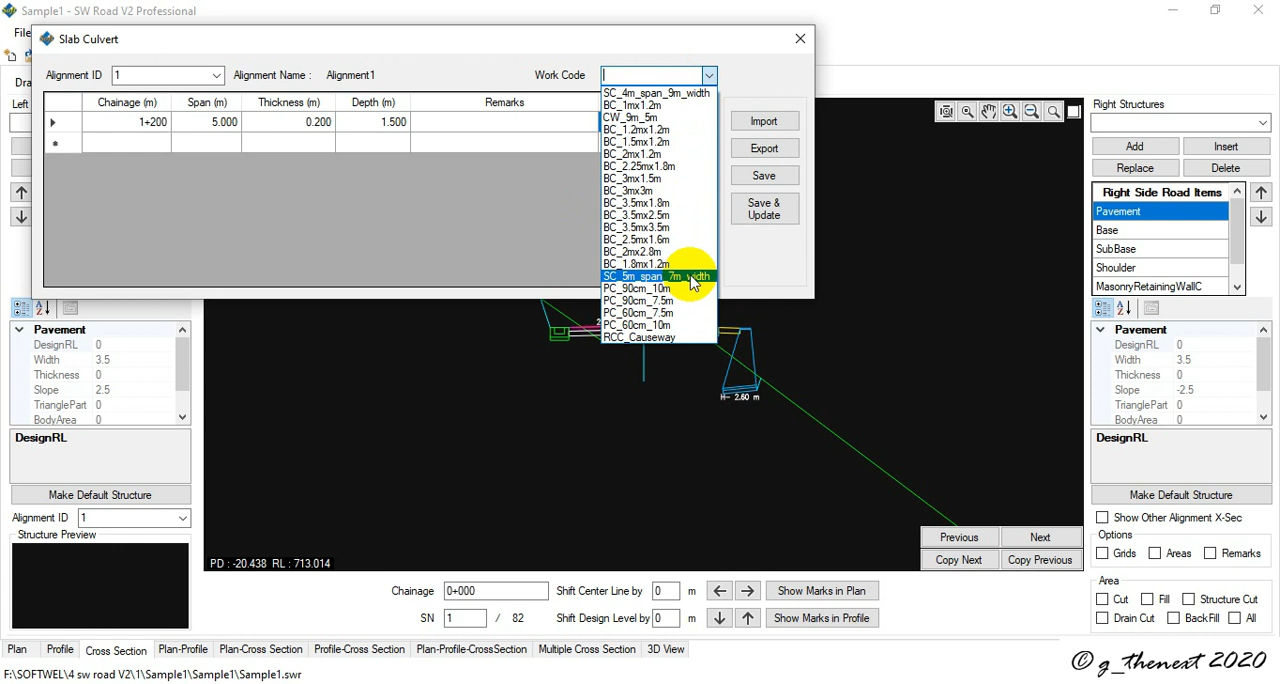 Sample1 - SW Road V2 Professional
File
Slab Culvert
Alignment ID 1 Alignment Name : Alignment1 Work Code
Chainage (m) Span (m) Thickness (m) Depth (m) Remarks
1+200 5.000 0.200 1.500
*
SC_4m_span_9m_width
BC_1mx1.2m
CW_9m_5m
BC_1.2mx1.2m
BC_1.5mx1.2m
BC_2mx1.2m
BC_2.25mx1.8m
BC_3mx1.5m
BC_3mx3m
BC_3.5mx1.8m
BC_3.5mx2.5m
BC_3.5mx3.5m
BC_2.5mx1.6m
BC_2mx2.8m
BC_1.8mx1.2m
SC_5m_span_7m_width
PC_90cm_10m
PC_90cm_7.5m
PC_60cm_7.5m
PC_60cm_10m
RCC_Causeway
Import
Export
Save
Save &
Update
Dra
Left
Right Structures
Add Insert
Replace Delete
Right Side Road Items
Pavement
Base
SubBase
Shoulder
MasonryRetainingWallC
Pavement
DesignRL 0
Width 3.5
Thickness 0
Slope 2.5
TrianglePart 0
BodyArea 0
DesignRL
Make Default Structure
Alignment ID 1
Structure Preview
H- 2.60 m
PD : -20.438 RL : 713.014
Previous Next
Copy Next Copy Previous
Pavement
DesignRL 0
Width 3.5
Thickness 0
Slope -2.5
TrianglePart 0
BodyArea 0
DesignRL
Make Default Structure
Show Other Alignment X-Sec
Options
Grids Areas Remarks
Area
Cut Fill Structure Cut
Drain Cut BackFill All
Chainage 0+000 Shift Center Line by 0 m Show Marks in Plan
SN 1 / 82 Shift Design Level by 0 m Show Marks in Profile
Plan Profile Cross Section Plan-Profile Plan-Cross Section Profile-Cross Section Plan-Profile-CrossSection Multiple Cross Section 3D View
F:\SOFTWEL\4 sw road V2\1\Sample1\Sample1\Sample1.swr
© g_thenext 2020